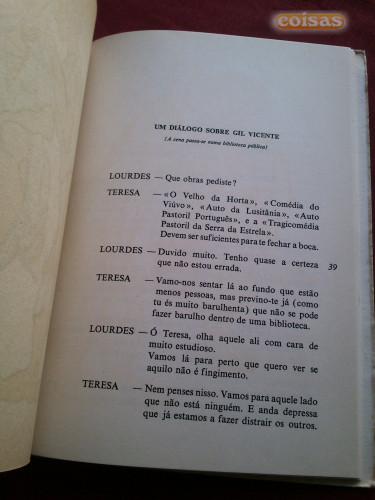 coisas
UM DIÁLOGO SOBRE GIL VICENTE
(A cena passa-se numa biblioteca pública)
LOURDES — Que obras pediste?
TERESA — «O Velho da Horta», «Comédia do
Viúvo», «Auto da Lusitânia», «Auto
Pastoril Português», e a «Tragicomédia
Pastoril da Serra da Estrela».
Devem ser suficientes para te fechar a boca.
LOURDES — Duvido muito. Tenho quase a certeza
que não estou errada.
39
TERESA — Vamo-nos sentar lá ao fundo que estão
menos pessoas, mas previno-te já (como
tu és muito barulhenta) que não se pode
fazer barulho dentro de uma biblioteca.
LOURDES — Ó Teresa, olha aquele ali com cara de
muito estudioso.
Vamos lá para perto que quero ver se
aquilo não é fingimento.
TERESA — Nem penses nisso. Vamos para aquele lado
que não está ninguém. E anda depressa
que já estamos a fazer distrair os outros.